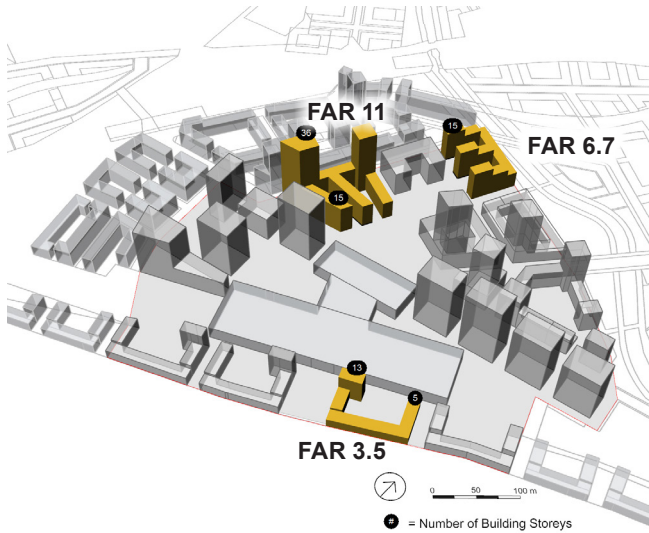 FAR 11
36
15
FAR 6.7
15
13
5
FAR 3.5
0 50 100 m
# = Number of Building Storeys